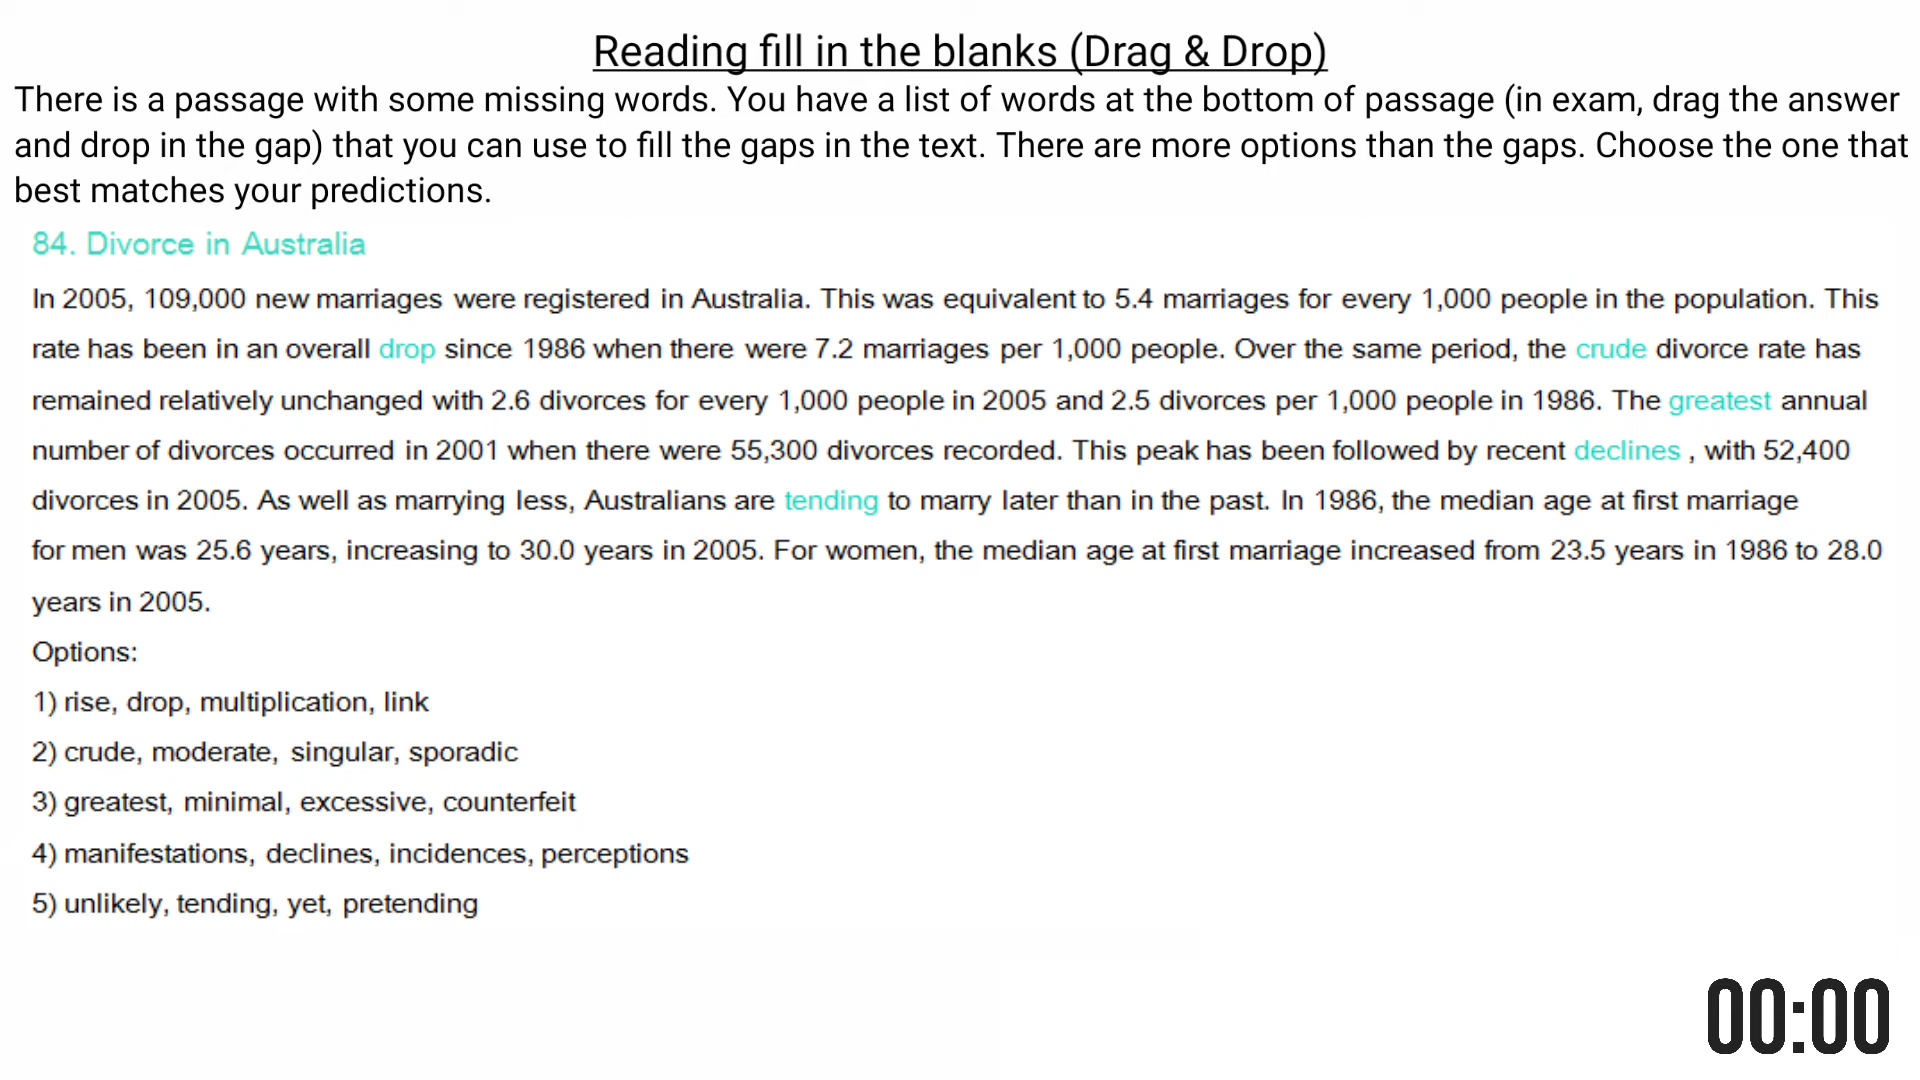 Reading fill in the blanks (Drag & Drop)
There is a passage with some missing words. You have a list of words at the bottom of passage (in exam, drag the answer
and drop in the gap) that you can use to fill the gaps in the text. There are more options than the gaps. Choose the one that
best matches your predictions.
84. Divorce in Australia
In 2005, 109,000 new marriages were registered in Australia. This was equivalent to 5.4 marriages for every 1,000 people in the population. This
rate has been in an overall drop since 1986 when there were 7.2 marriages per 1,000 people. Over the same period, the crude divorce rate has
remained relatively unchanged with 2.6 divorces for every 1,000 people in 2005 and 2.5 divorces per 1,000 people in 1986. The greatest annual
number of divorces occurred in 2001 when there were 55,300 divorces recorded. This peak has been followed by recent declines , with 52,400
divorces in 2005. As well as marrying less, Australians are tending to marry later than in the past. In 1986, the median age at first marriage
for men was 25.6 years, increasing to 30.0 years in 2005. For women, the median age at first marriage increased from 23.5 years in 1986 to 28.0
years in 2005.
Options:
1) rise, drop, multiplication, link
2) crude, moderate, singular, sporadic
3) greatest, minimal, excessive, counterfeit
4) manifestations, declines, incidences, perceptions
5) unlikely, tending, yet, pretending
00:00